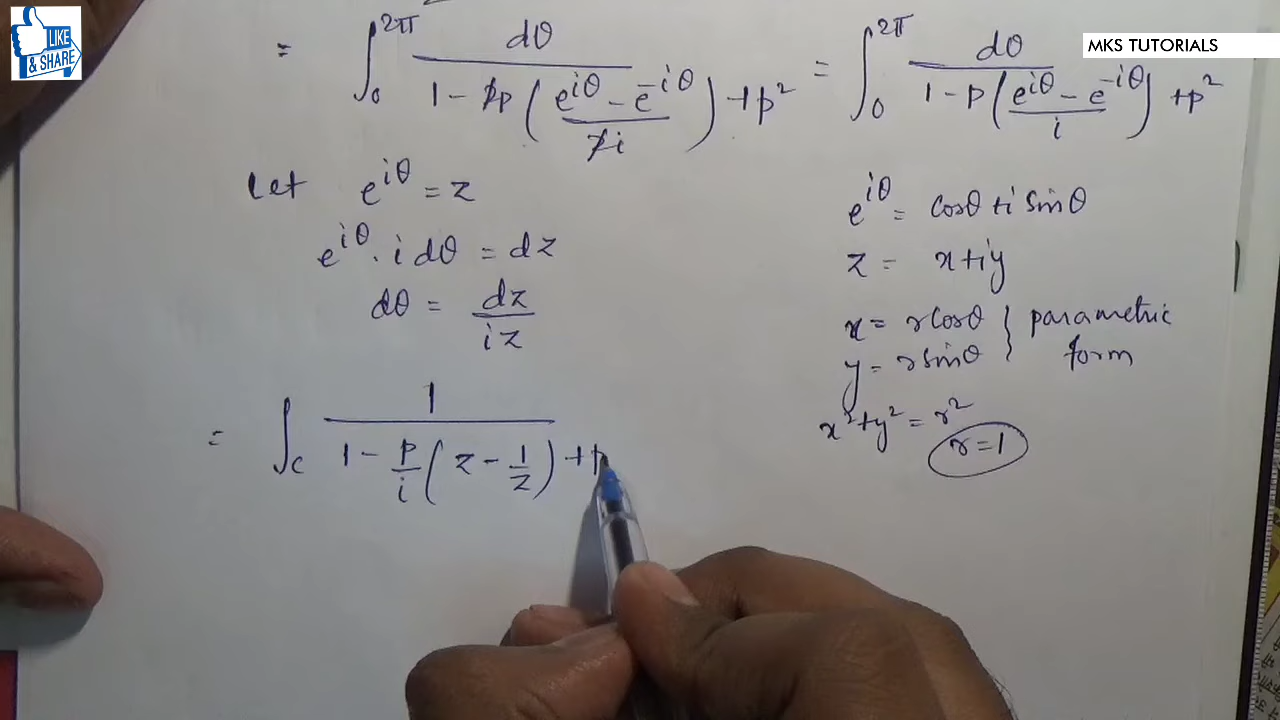 LIKE
& SHARE
MKS TUTORIALS
= ∫₀^2π dθ / (1 - 2p (e^iθ - e^-iθ / 2i) + p²) = ∫₀^2π dθ / (1 - p (e^iθ - e^-iθ / i) + p²)
Let e^iθ = z
e^iθ . i dθ = dz
dθ = dz / iz
= ∫c 1 / (1 - p/i (z - 1/z) + p
e^iθ = cosθ + i sinθ
z = x + iy
x = r cosθ } parametric
y = r sinθ } form
x² + y² = r²
r = 1